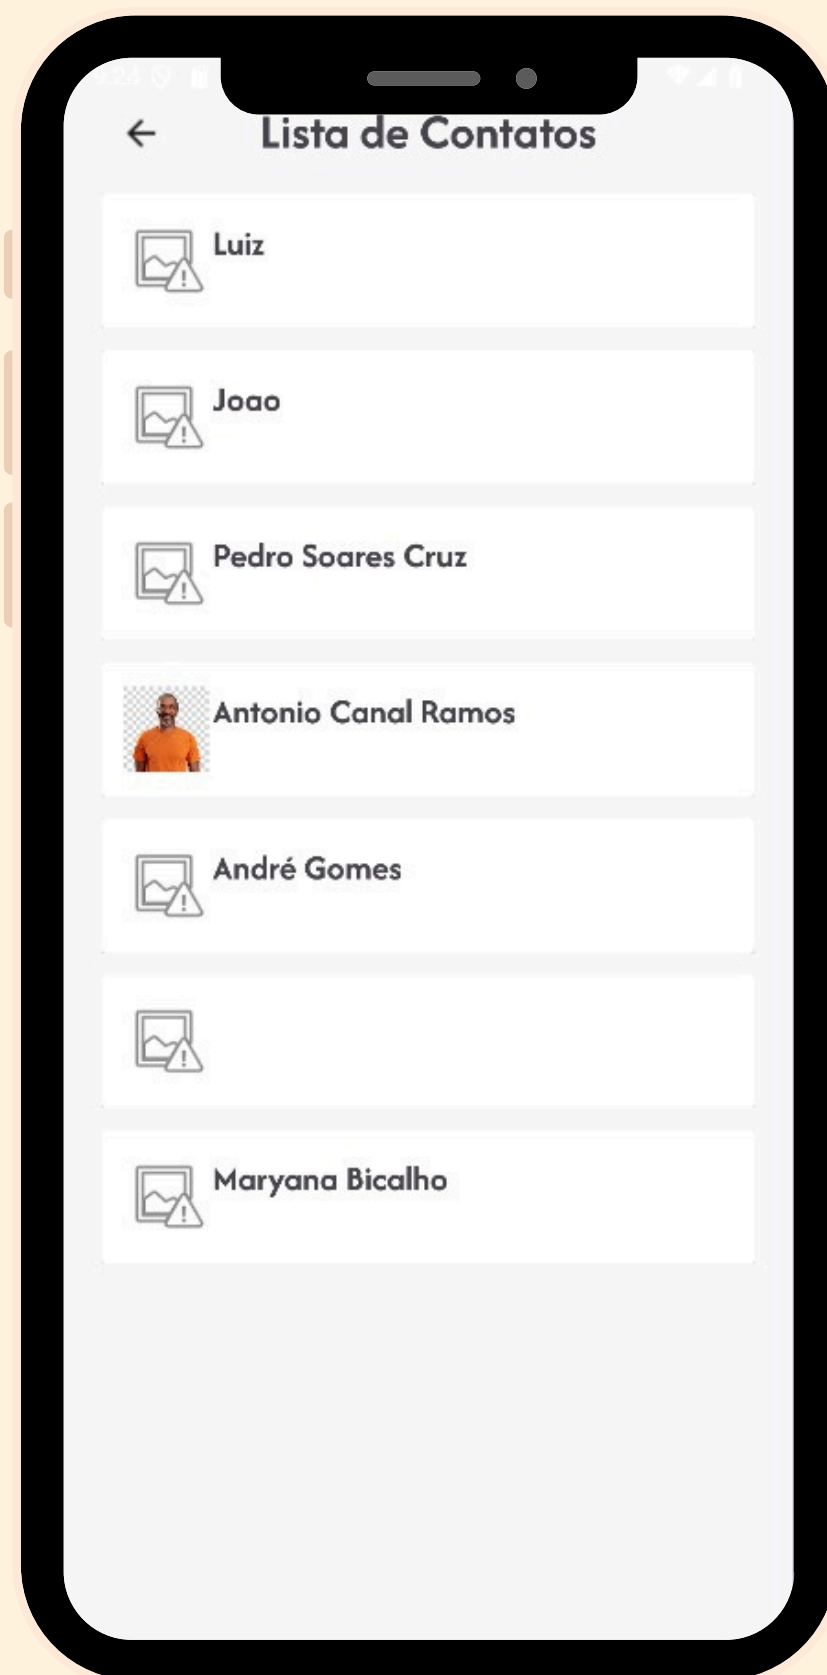 Lista de Contatos
Luiz
Joao
Pedro Soares Cruz
Antonio Canal Ramos
André Gomes
Maryana Bicalho